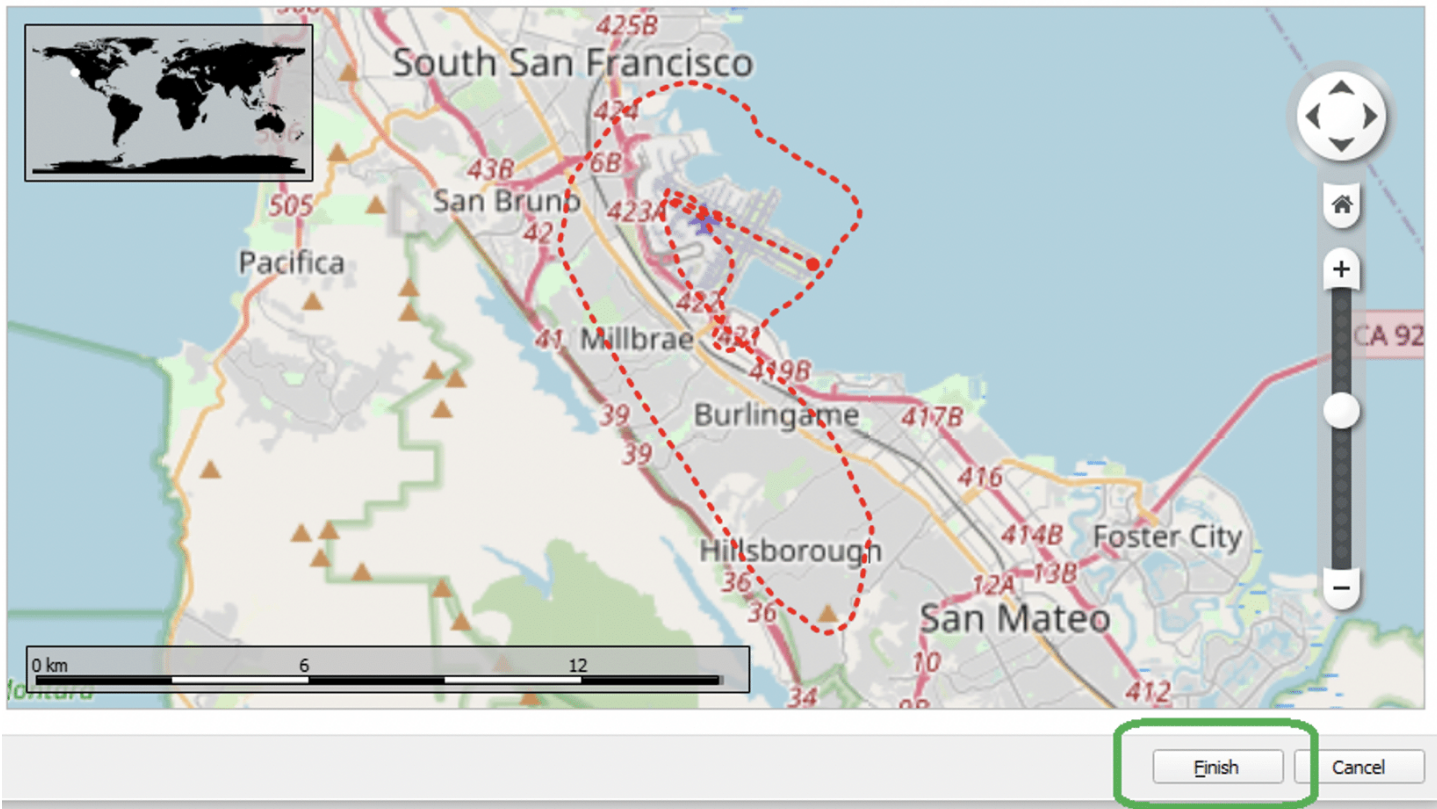 425B
South San Francisco
424
6B
43B
San Bruno
505
423A
42
Pacifica
422
41
Millbrae
421
CA 92
419B
39
Burlingame
417B
39
416
414B
Foster City
Hillsborough
36
13B
12A
36
San Mateo
0 km 6 12
10
34
412
Finish
Cancel